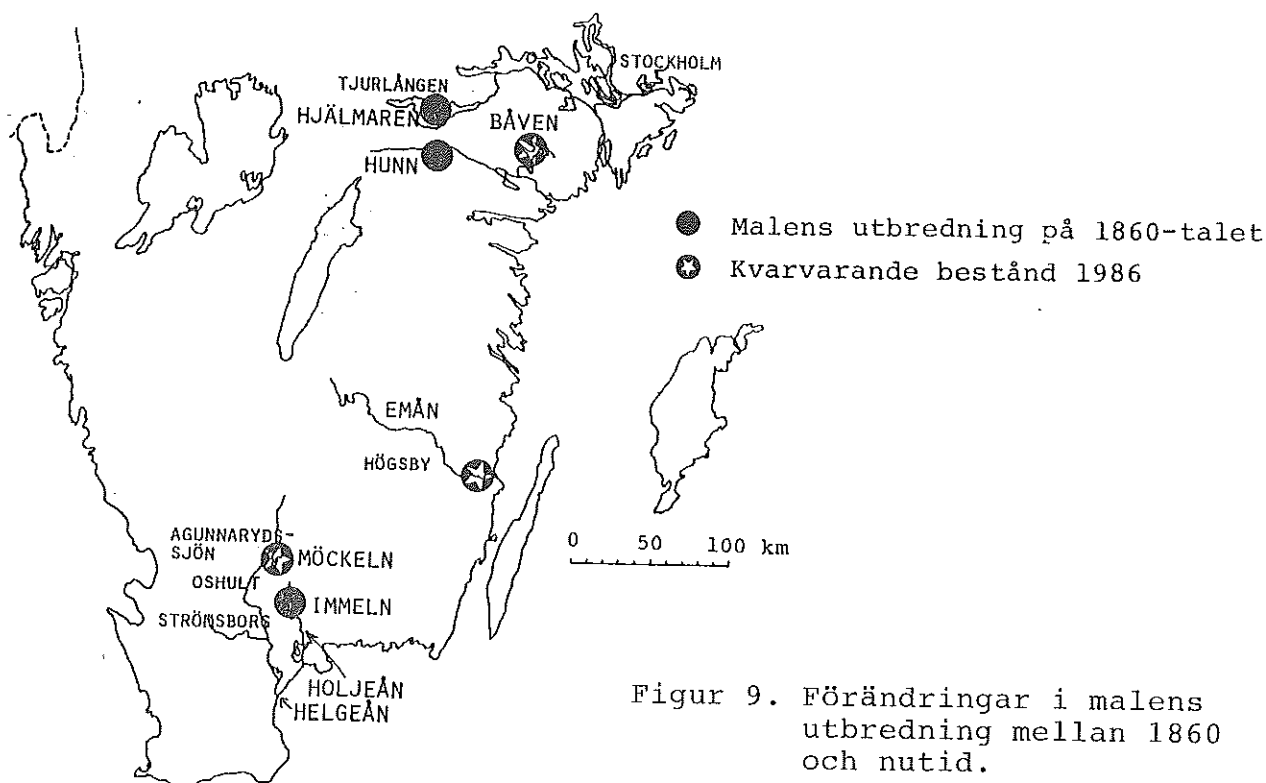 STOCKHOLM
TJURLÅNGEN
HJÄLMAREN
BÅVEN
HUNN
Malens utbredning på 1860-talet
Kvarvarande bestånd 1986
EMÅN
HÖGSBY
AGUNNARYDS-
SJÖN
MÖCKELN
0 50 100 km
OSHULT
IMMELN
STRÖMSBORS
HOLJEÅN
HELGEÅN
Figur 9. Förändringar i malens
utbredning mellan 1860
och nutid.